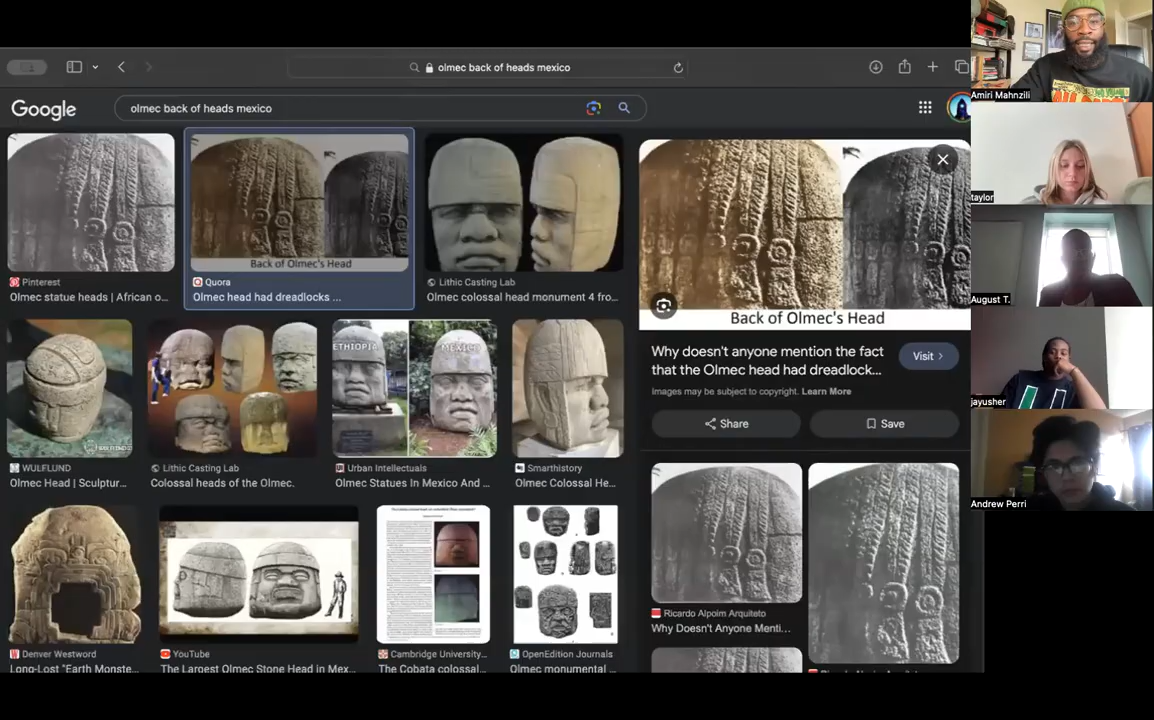 olmec back of heads mexico
Google
olmec back of heads mexico
Back of Olmec's Head
Pinterest
Olmec statue heads | African o...
Quora
Olmec head had dreadlocks ...
Lithic Casting Lab
Olmec colossal head monument 4 fro...
ETHIOPIA
MEXICO
WULFLUND
Olmec Head | Sculptur...
Lithic Casting Lab
Colossal heads of the Olmec.
Urban Intellectuals
Olmec Statues In Mexico And ...
Smarthistory
Olmec Colossal He...
Denver Westword
Long-Lost "Earth Monste...
YouTube
The Largest Olmec Stone Head in Mex...
Cambridge University...
The Cobata colossal...
OpenEdition Journals
Olmec monumental ...
Back of Olmec's Head
Why doesn't anyone mention the fact
that the Olmec head had dreadlock...
Visit
Images may be subject to copyright. Learn More
Share
Save
Ricardo Alpoim Arquiteto
Why Doesn't Anyone Menti...
Amiri Mahnzili
taylor
August T.
jayusher
Andrew Perri